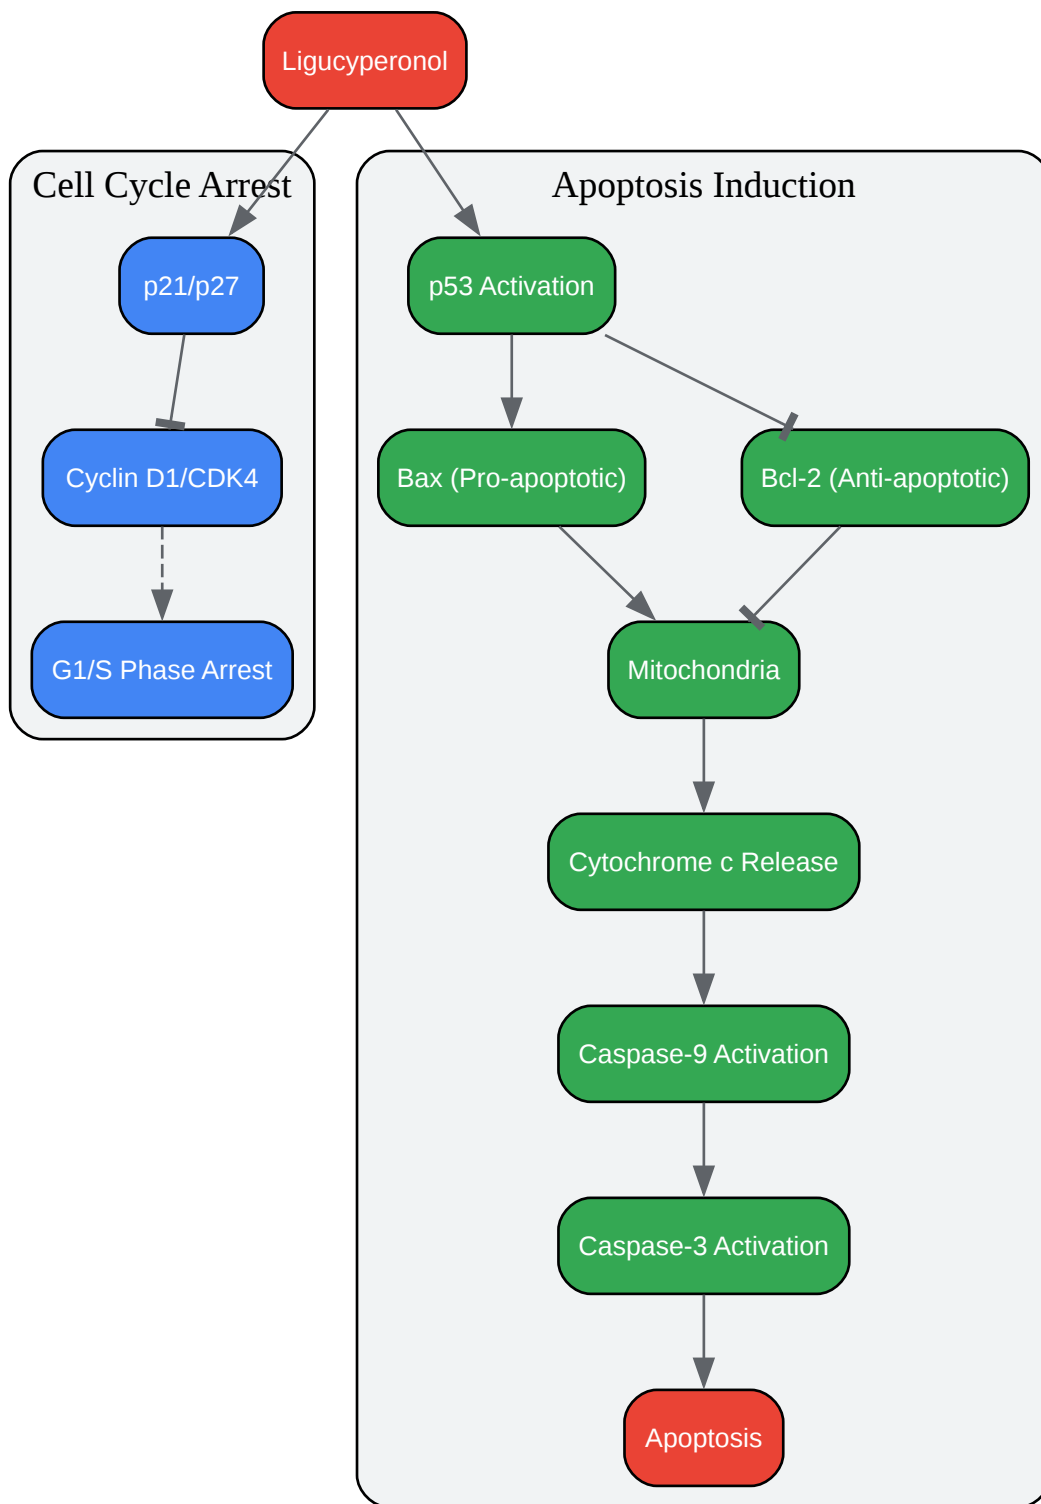 Ligucyperonol
Cell Cycle Arrest
Apoptosis Induction
p21/p27
p53 Activation
Cyclin D1/CDK4
Bax (Pro-apoptotic)
Bcl-2 (Anti-apoptotic)
G1/S Phase Arrest
Mitochondria
Cytochrome c Release
Caspase-9 Activation
Caspase-3 Activation
Apoptosis